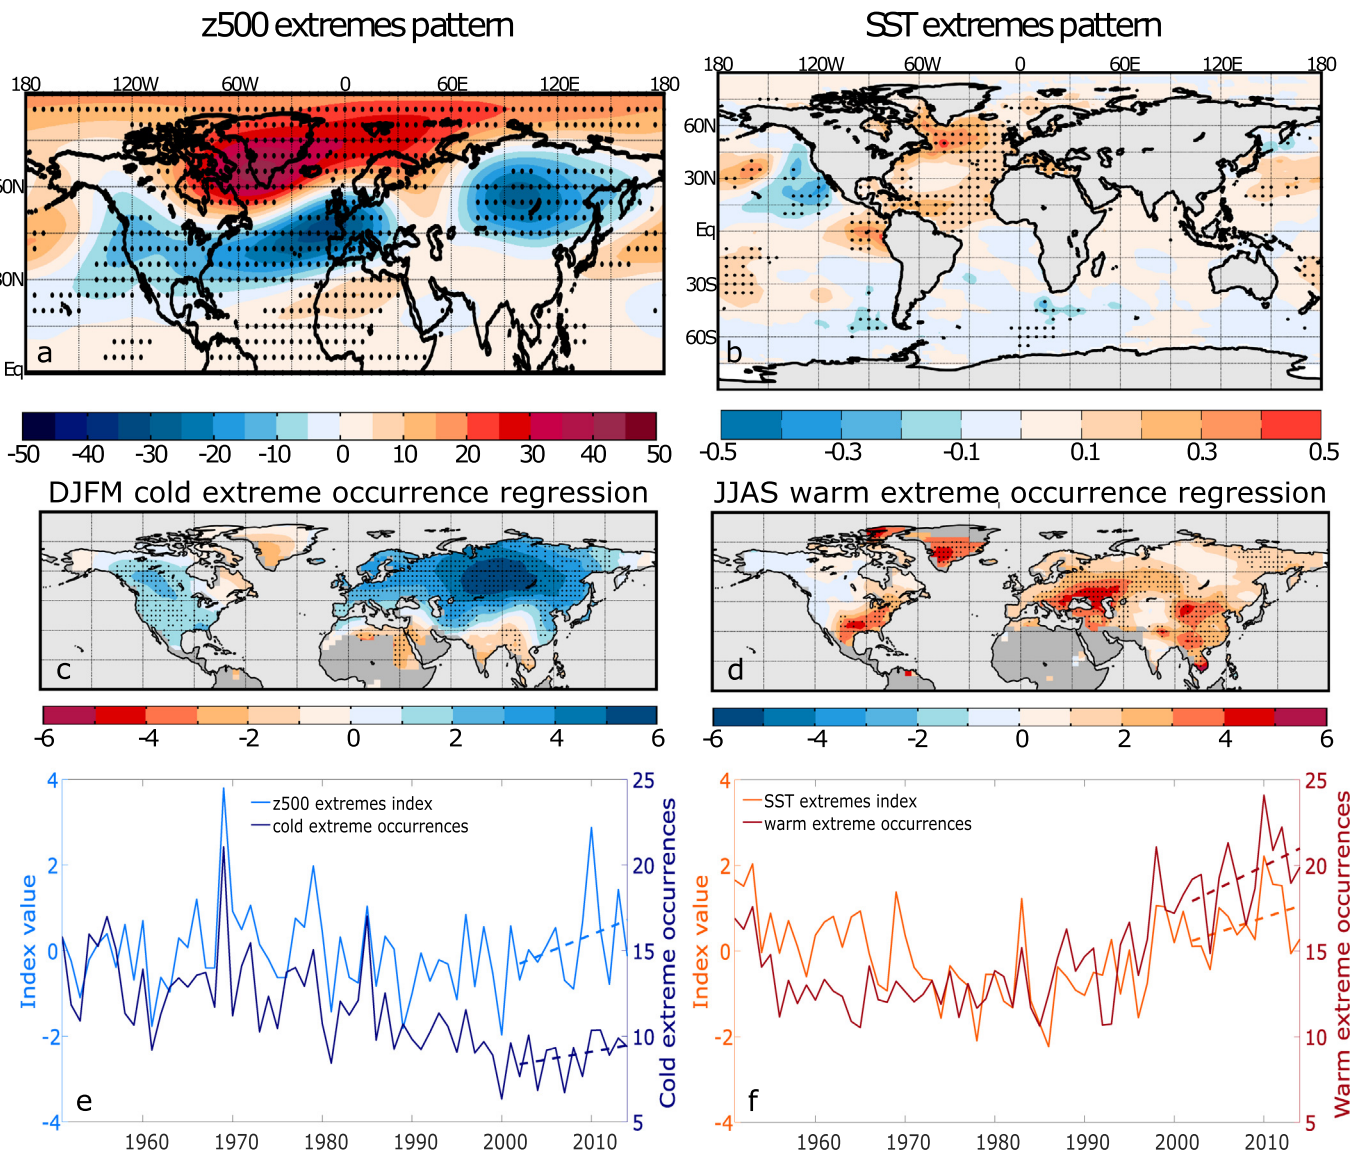 z500 extremes pattern
SST extremes pattern
180 120W 60W 0 60E 120E 180
180 120W 60W 0 60E 120E 180
60N
30N
Eq
a
60N
30N
Eq
30S
60S
b
-50 -40 -30 -20 -10 0 10 20 30 40 50
-0.5 -0.3 -0.1 0.1 0.3 0.5
DJFM cold extreme occurrence regression
JJAS warm extreme occurrence regression
c
d
-6 -4 -2 0 2 4 6
-6 -4 -2 0 2 4 6
4
2
0
-2
-4
Index value
z500 extremes index
cold extreme occurrences
25
20
15
10
5
Cold extreme occurrences
e
1960 1970 1980 1990 2000 2010
4
2
0
-2
-4
Index value
SST extremes index
warm extreme occurrences
25
20
15
10
5
Warm extreme occurrences
f
1960 1970 1980 1990 2000 2010